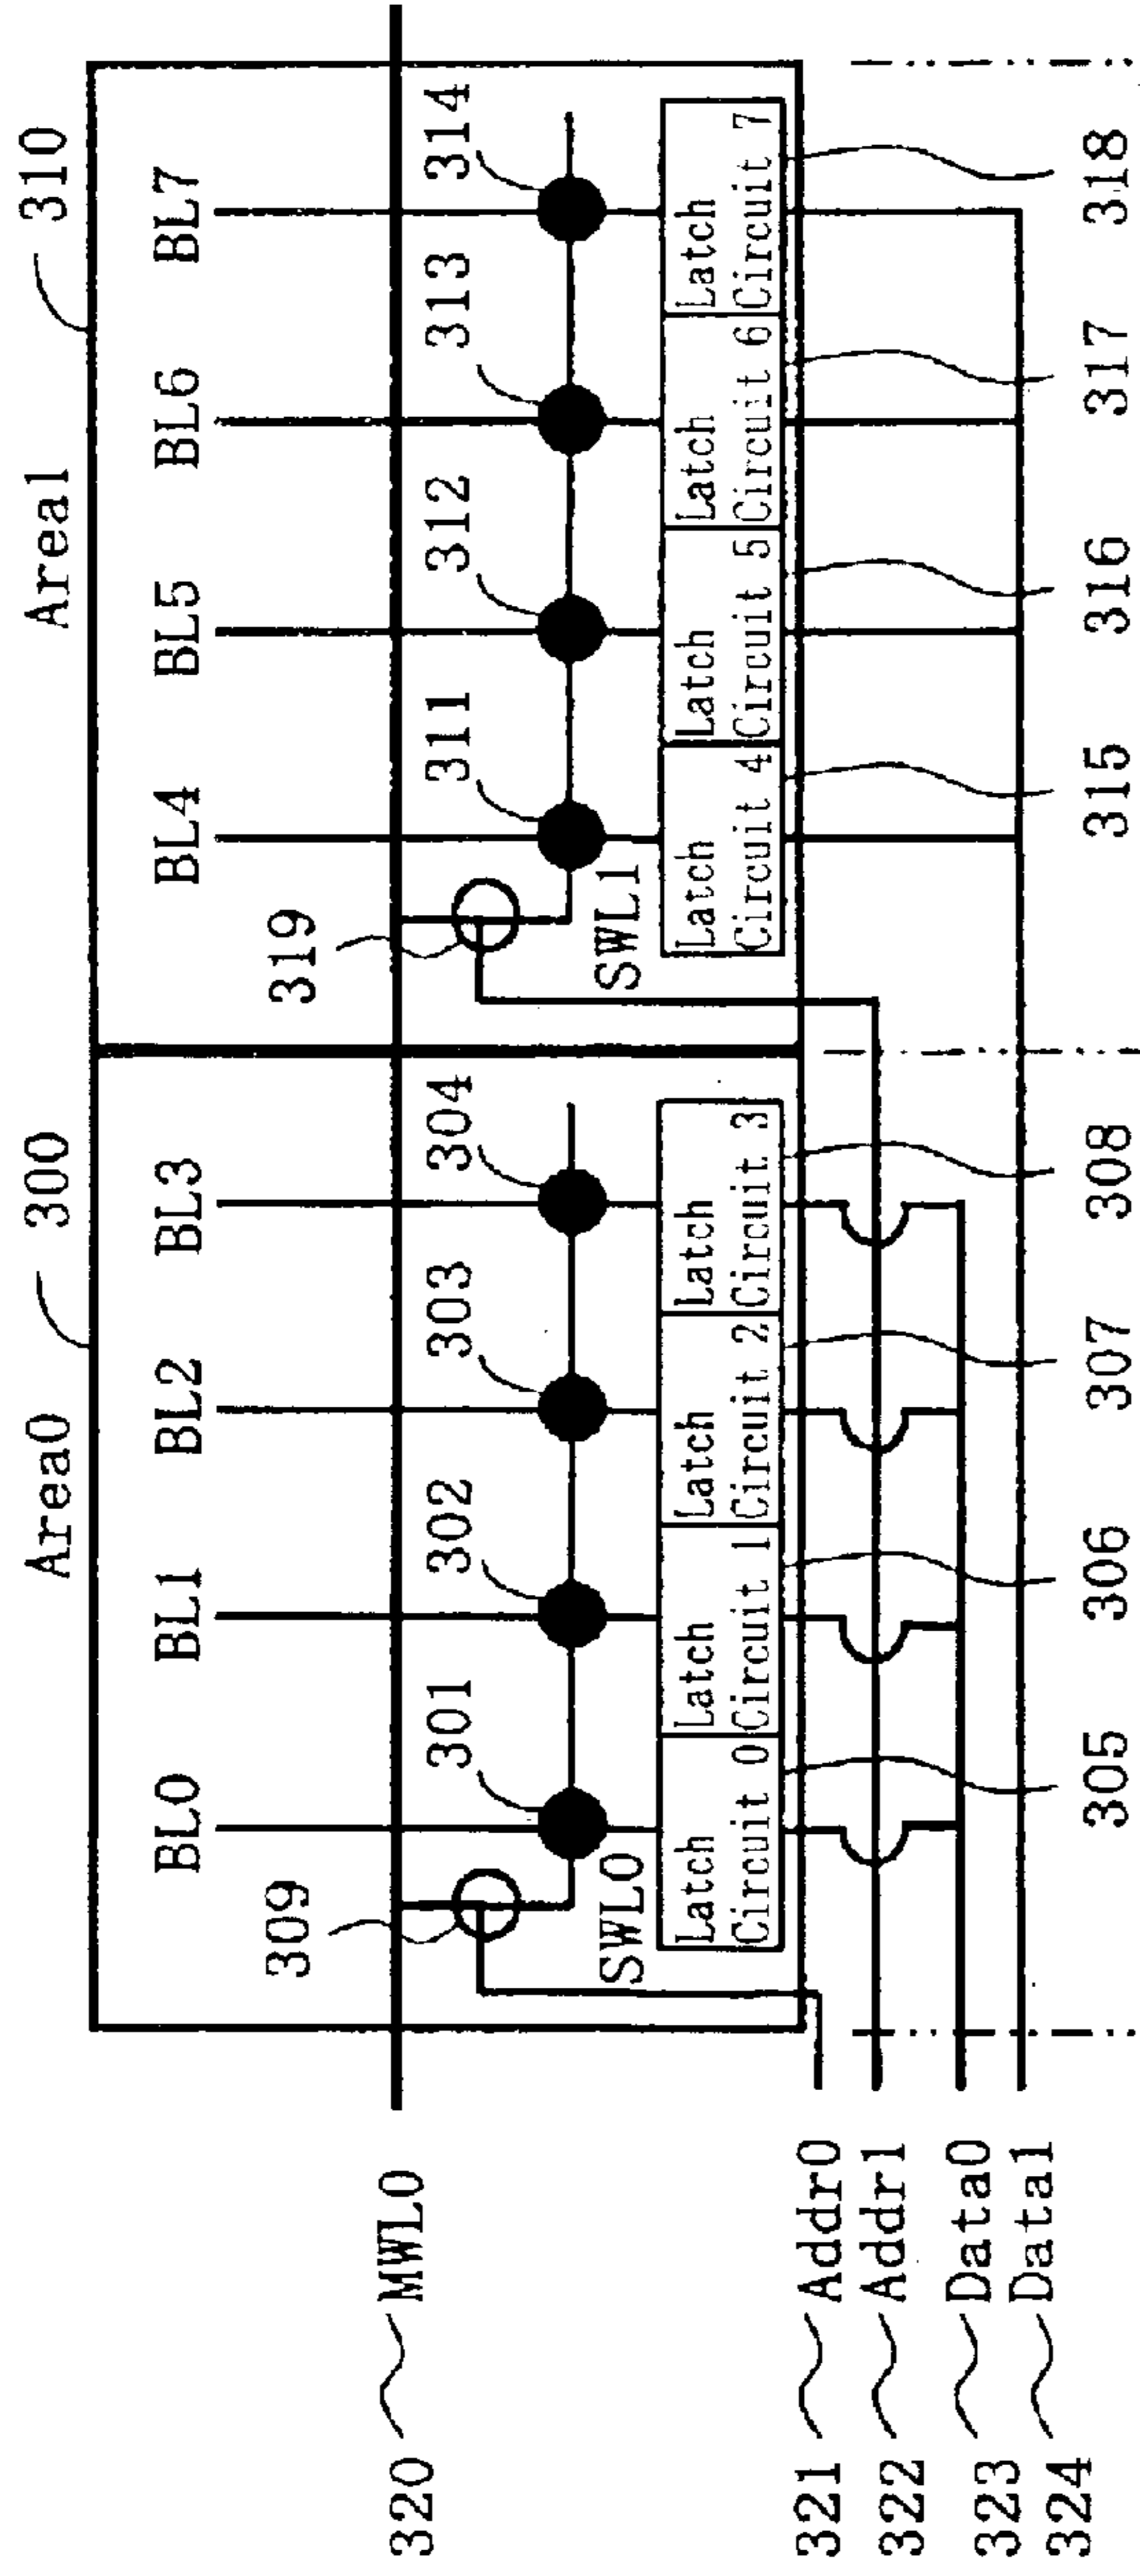 Area0 300
Area1 310
BL0 BL1 BL2 BL3 BL4 BL5 BL6 BL7
320 MWL0
309 301 302 303 304 319 311 312 313 314
SWL0 SWL1
Latch Circuit 0
Latch Circuit 1
Latch Circuit 2
Latch Circuit 3
Latch Circuit 4
Latch Circuit 5
Latch Circuit 6
Latch Circuit 7
321 Addr0
322 Addr1
323 Data0
324 Data1
305 306 307 308 315 316 317 318